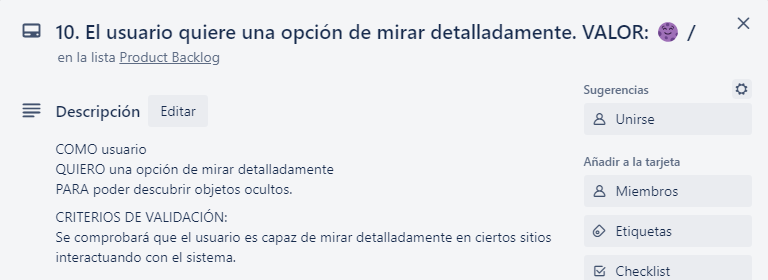 10. El usuario quiere una opción de mirar detalladamente. VALOR: 🌚 /
en la lista Product Backlog
Descripción Editar
COMO usuario
QUIERO una opción de mirar detalladamente
PARA poder descubrir objetos ocultos.
CRITERIOS DE VALIDACIÓN:
Se comprobará que el usuario es capaz de mirar detalladamente en ciertos sitios
interactuando con el sistema.
Sugerencias
Unirse
Añadir a la tarjeta
Miembros
Etiquetas
Checklist